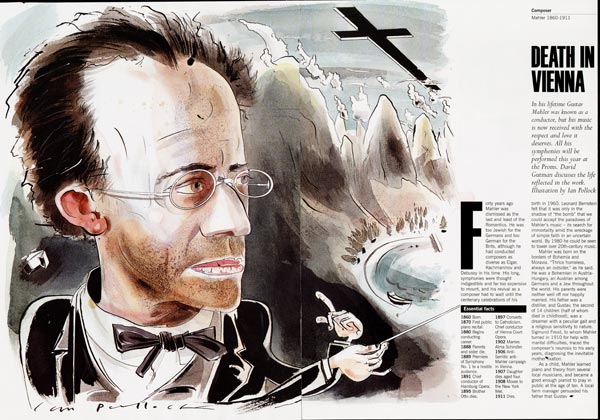 Composer
Mahler 1860-1911
DEATH IN
VIENNA
In his lifetime Gustav
Mahler was known as a
conductor, but his music
is now received with the
respect and love it
deserves. All his
symphonies will be
performed this year at
the Proms. David
Gutman discusses the life
reflected in the work.
Illustration by Ian Pollock
Forty years ago
Mahler was
dismissed as the
last and least of the
Romantics. He was
too Jewish for the
Germans and too
German for the
Brits, although he
had conducted
composers as
diverse as Elgar,
Rachmaninov and
Debussy in his time. His long
symphonies were thought
indigestible and far too expensive
to mount, and his revival as a
composer had to wait until the
centenary celebrations of his
birth in 1960. Leonard Bernstein
felt that it was only in the
shadow of "the bomb" that we
could accept the paradoxes of
Mahler's music – its search for
immortality amid the wreckage
of simple faith in an uncertain
world. By 1980 he could be seen
to tower over 20th-century music.
Mahler was born on the
borders of Bohemia and
Moravia. "Thrice homeless,
always an outsider," as he said.
He was a Bohemian in Austria-
Hungary, an Austrian among
Germans and a Jew throughout
the world. His parents were
neither well off nor happily
married. His father was a
distiller, and Gustav, the second
of 14 children (half of whom
died in childhood), was a
dreamer with a peculiar gait and
a religious sensitivity to nature.
Sigmund Freud, to whom Mahler
turned in 1910 for help with
marital difficulties, traced the
composer's neurosis to his early
years, diagnosing the inevitable
mother fixation.
As a child, Mahler learned
piano and theory from several
local musicians, and became a
good enough pianist to play in
public at the age of ten. A local
farm manager persuaded his
father that Gustav
Essential facts
1860 Born.
1870 First public
piano recital.
1880 Begins
conducting
career.
1889 Parents
and sister die.
1889 Premiere
of Symphony
No. 1 to a hostile
audience.
1891 Chief
conductor of
Hamburg Opera.
1895 Brother
Otto dies.
1897 Converts
to Catholicism.
Chief conductor
of Vienna Court
Opera.
1902 Marries
Alma Schindler.
1906 Anti-
Semitic anti-
Mahler campaign
in Vienna.
1907 Daughter
dies aged four.
1908 Moves to
the New York
Met.
1911 Dies.
Ian Pollock